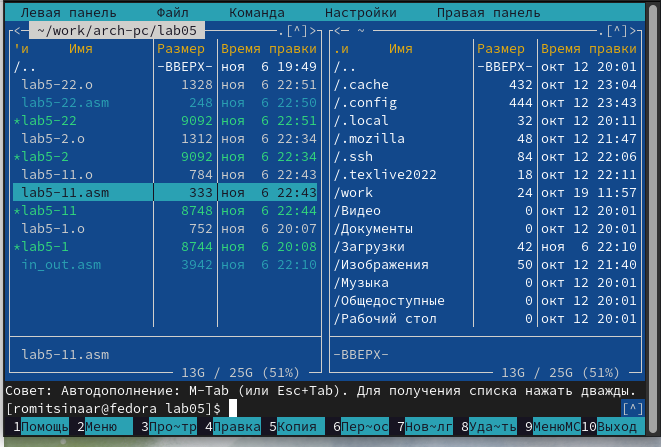 Левая панель Файл Команда Настройки Правая панель
<— ~/work/arch-pc/lab05 .[^]> <— ~ .[^]>
'и Имя Размер Время правки .и Имя Размер Время правки
/.. –ВВЕРХ– ноя 6 19:49 /.. –ВВЕРХ– окт 12 20:01
lab5-22.o 1328 ноя 6 22:51 /.cache 432 окт 12 23:04
lab5-22.asm 248 ноя 6 22:50 /.config 444 окт 12 23:43
*lab5-22 9092 ноя 6 22:51 /.local 32 окт 12 20:11
lab5-2.o 1312 ноя 6 22:34 /.mozilla 48 окт 12 21:47
*lab5-2 9092 ноя 6 22:34 /.ssh 84 окт 12 22:06
lab5-11.o 784 ноя 6 22:43 /.texlive2022 18 окт 12 22:11
lab5-11.asm 333 ноя 6 22:43 /work 24 окт 19 11:57
*lab5-11 8748 ноя 6 22:44 /Видео 0 окт 12 20:01
lab5-1.o 752 ноя 6 20:07 /Документы 0 окт 12 20:01
*lab5-1 8744 ноя 6 20:08 /Загрузки 42 ноя 6 22:10
in_out.asm 3942 ноя 6 22:10 /Изображения 50 окт 12 21:40
/Музыка 0 окт 12 20:01
/Общедоступные 0 окт 12 20:01
/Рабочий стол 0 окт 12 20:01
lab5-11.asm –ВВЕРХ–
13G / 25G (51%) 13G / 25G (51%)
Совет: Автодополнение: M-Tab (или Esc+Tab). Для получения списка нажать дважды.
[romitsinaar@fedora lab05]$ [^]
1Помощь 2Меню 3Про~тр 4Правка 5Копия 6Пер~ос 7Нов~лг 8Уда~ть 9МенюMC 10Выход